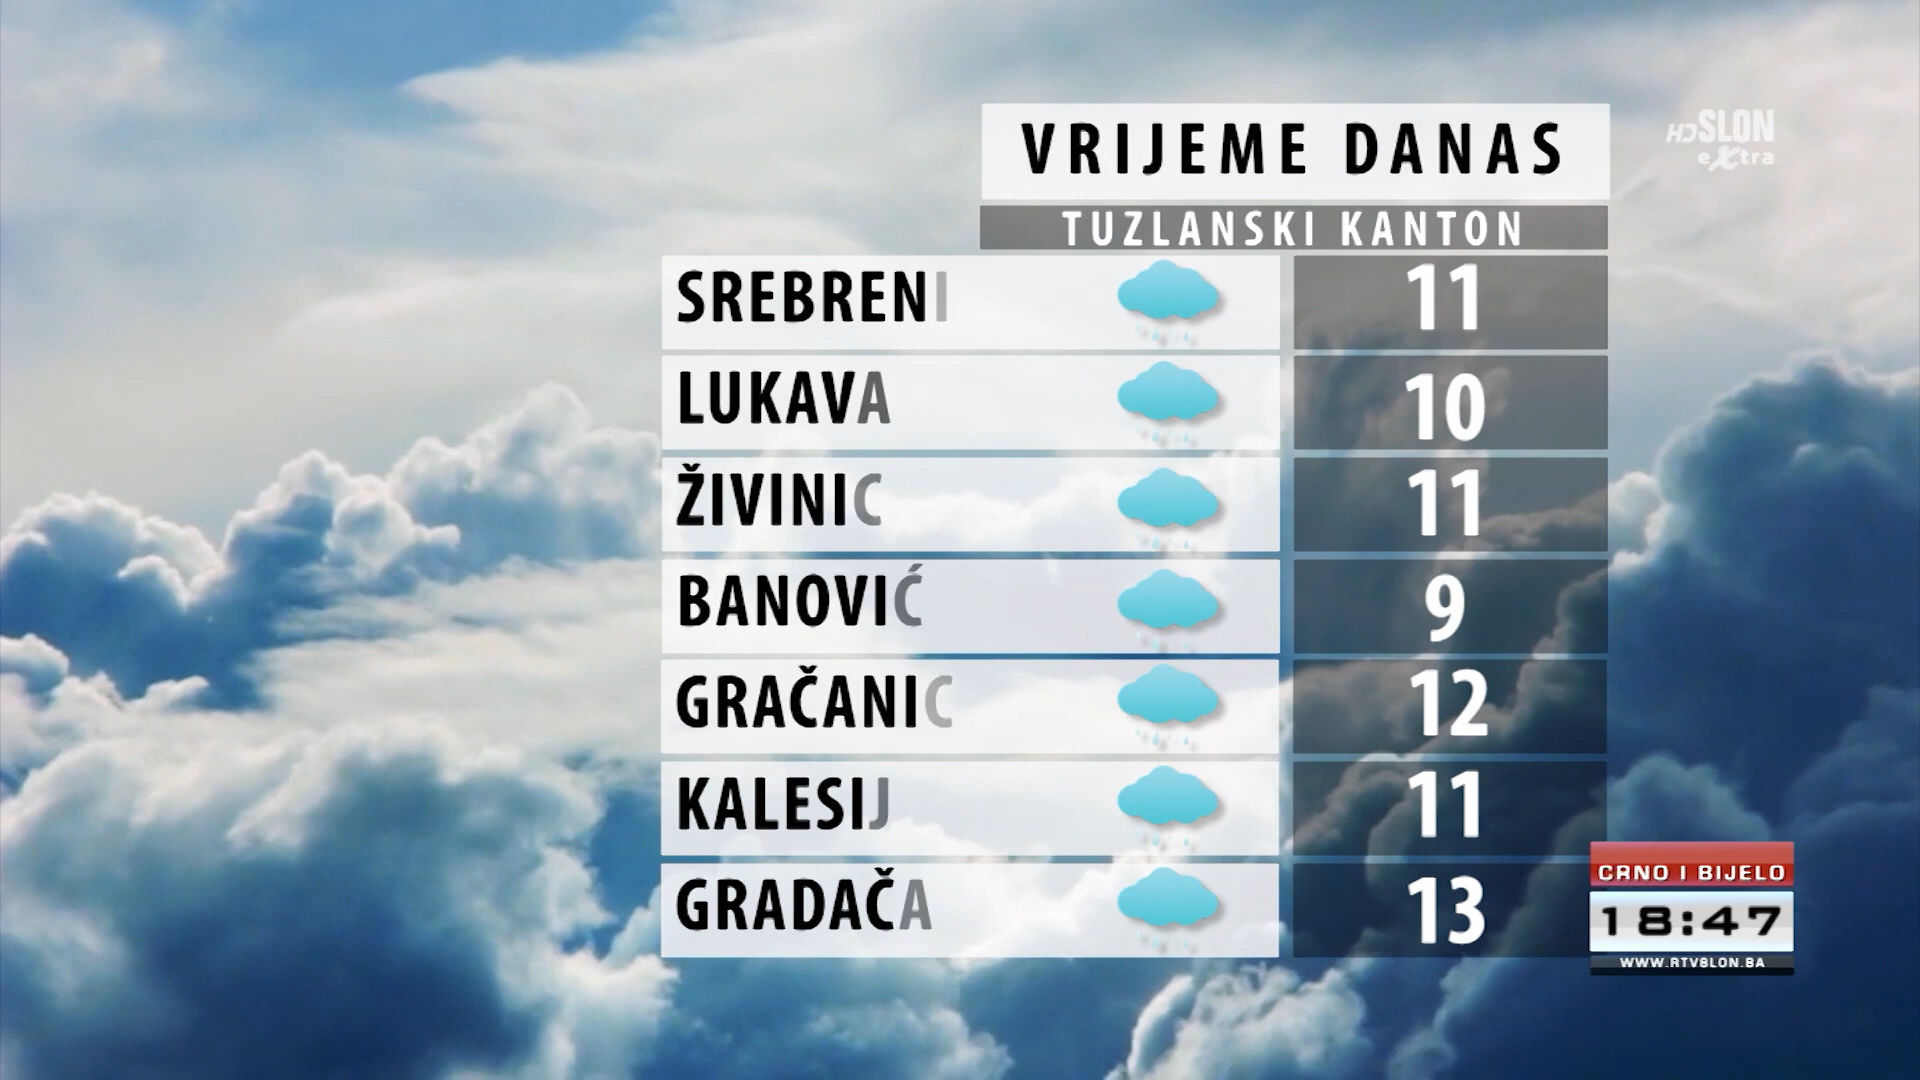 VRIJEME DANAS
HD SLON
extra
TUZLANSKI KANTON
SREBRENI 11
LUKAVA 10
ŽIVINIC 11
BANOVIĆ 9
GRAČANIC 12
KALESIJ 11
GRADAČA 13
CRNO I BIJELO
18:47
WWW.RTVSLON.BA